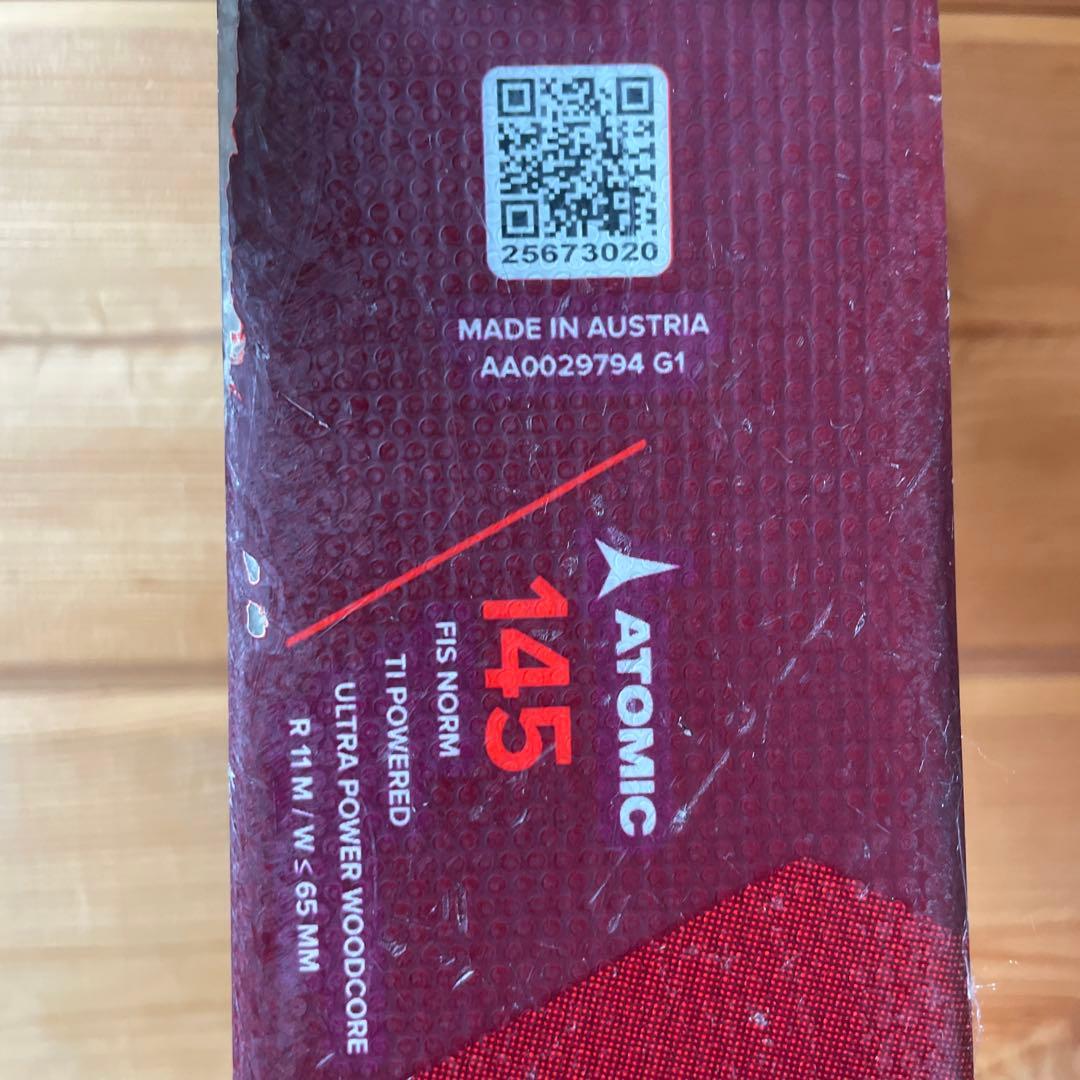 25673020
MADE IN AUSTRIA
AA0029794 G1
ATOMIC
145
FIS NORM
TI POWERED
ULTRA POWER WOODCORE
R 11 M / W ≤ 65 MM